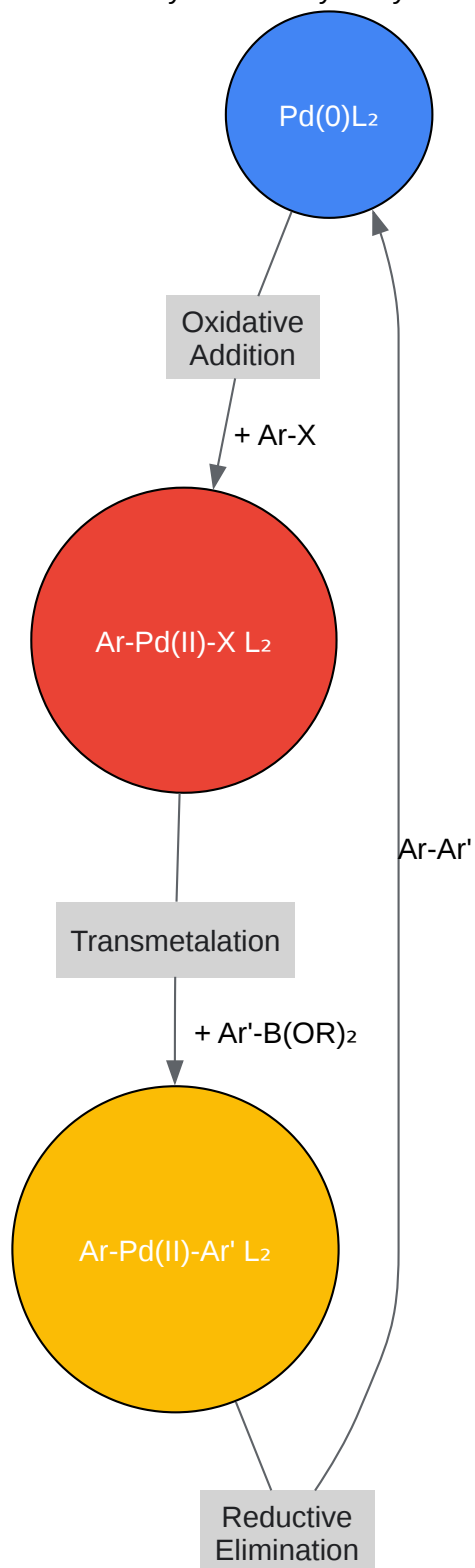 Pd(0)L₂
Oxidative
Addition
+ Ar-X
Ar-Pd(II)-X L₂
Ar-Ar'
Transmetalation
+ Ar'-B(OR)₂
Ar-Pd(II)-Ar' L₂
Reductive
Elimination